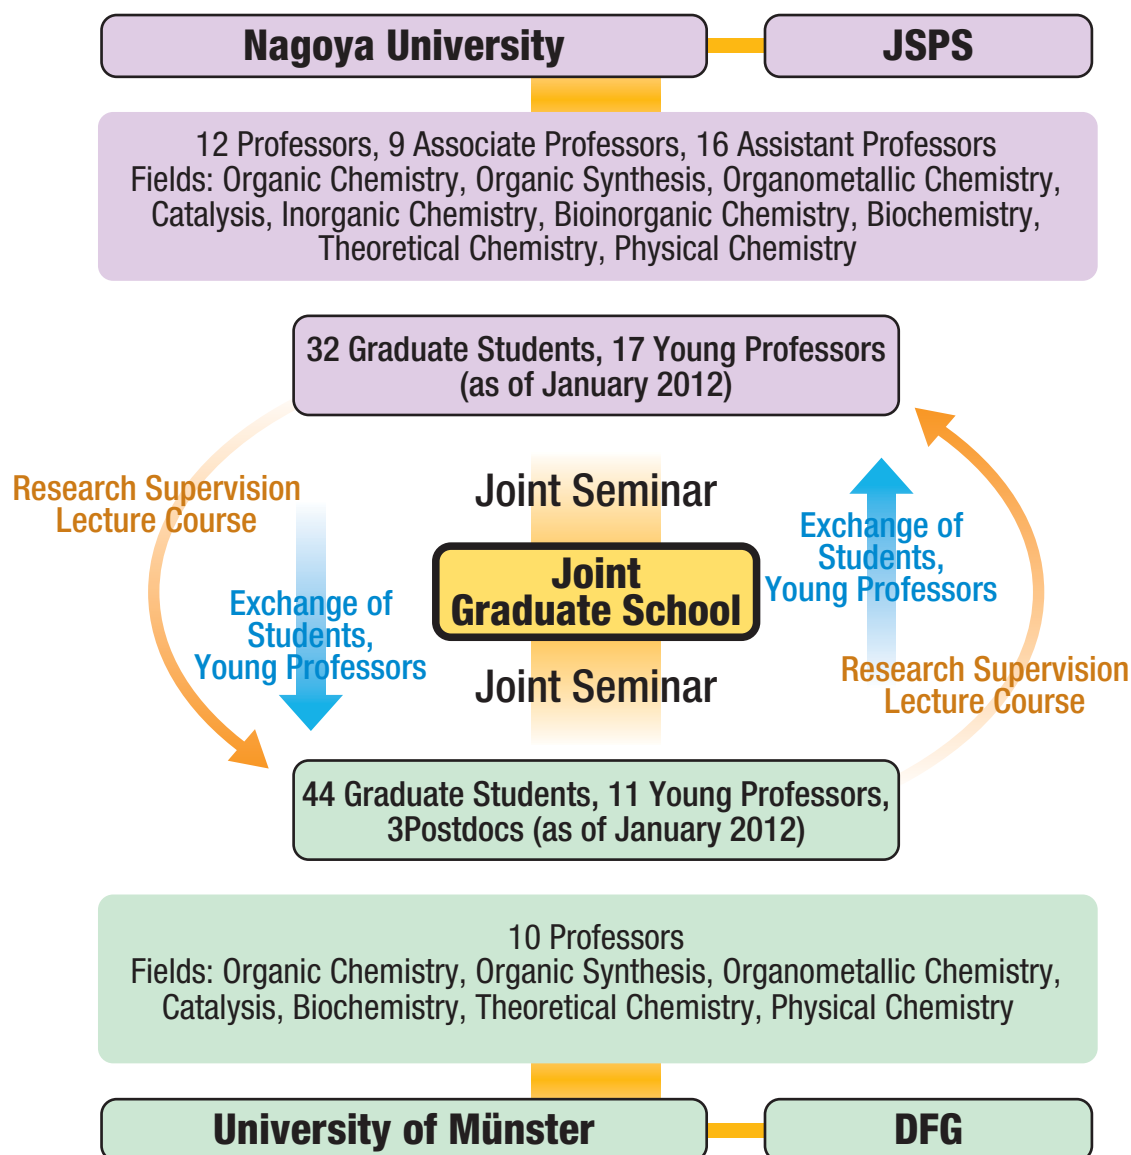 Nagoya University
JSPS
12 Professors, 9 Associate Professors, 16 Assistant Professors
Fields: Organic Chemistry, Organic Synthesis, Organometallic Chemistry,
Catalysis, Inorganic Chemistry, Bioinorganic Chemistry, Biochemistry,
Theoretical Chemistry, Physical Chemistry
32 Graduate Students, 17 Young Professors
(as of January 2012)
Research Supervision
Lecture Course
Exchange of
Students,
Young Professors
Joint Seminar
Joint
Graduate School
Joint Seminar
Exchange of
Students,
Young Professors
Research Supervision
Lecture Course
44 Graduate Students, 11 Young Professors,
3Postdocs (as of January 2012)
10 Professors
Fields: Organic Chemistry, Organic Synthesis, Organometallic Chemistry,
Catalysis, Biochemistry, Theoretical Chemistry, Physical Chemistry
University of Münster
DFG